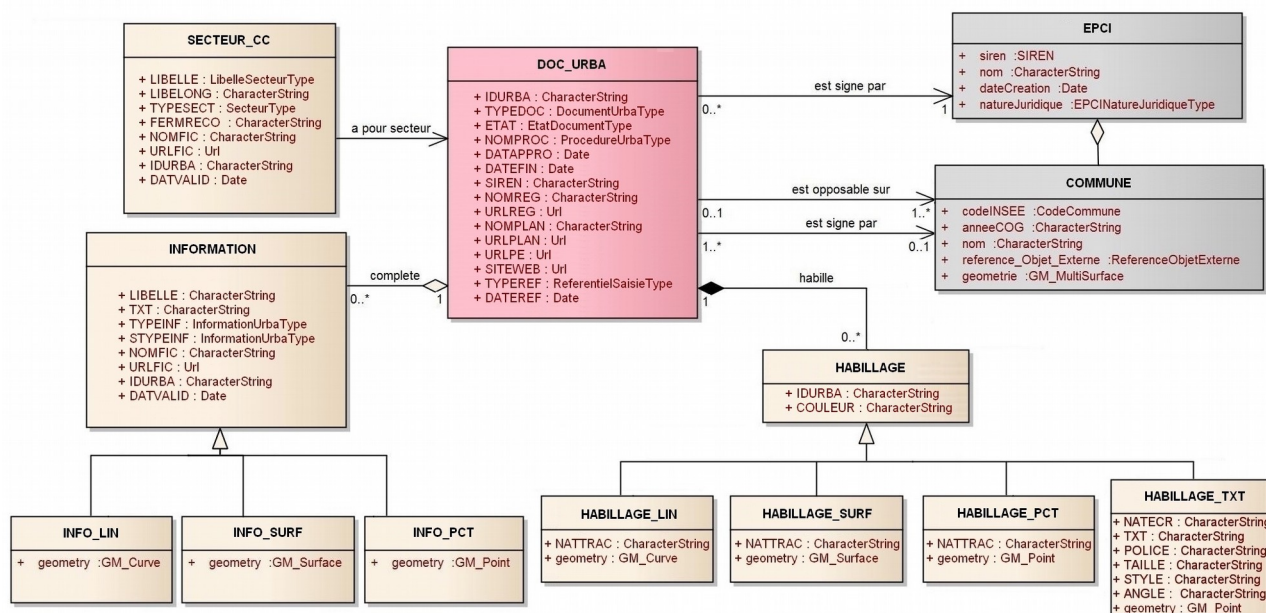 SECTEUR_CC
+ LIBELLE : LibelleSecteurType
+ LIBELONG : CharacterString
+ TYPESECT : SecteurType
+ FERMRECO : CharacterString
+ NOMFIC : CharacterString
+ URLFIC : Url
+ IDURBA : CharacterString
+ DATVALID : Date
a pour secteur
DOC_URBA
+ IDURBA : CharacterString
+ TYPEDOC : DocumentUrbaType
+ ETAT : EtatDocumentType
+ NOMPROC : ProcedureUrbaType
+ DATAPPRO : Date
+ DATEFIN : Date
+ SIREN : CharacterString
+ NOMREG : CharacterString
+ URLREG : Url
+ NOMPLAN : CharacterString
+ URLPLAN : Url
+ URLPE : Url
+ SITEWEB : Url
+ TYPEREF : ReferentielSaisieType
+ DATEREF : Date
est signe par
0..*
1
EPCI
+ siren :SIREN
+ nom :CharacterString
+ dateCreation :Date
+ natureJuridique :EPCINatureJuridiqueType
est opposable sur
0..1
1..*
est signe par
1..*
0..1
COMMUNE
+ codeINSEE :CodeCommune
+ anneeCOG :CharacterString
+ nom :CharacterString
+ reference_Objet_Externe :ReferenceObjetExterne
+ geometrie :GM_MultiSurface
INFORMATION
+ LIBELLE : CharacterString
+ TXT : CharacterString
+ TYPEINF : InformationUrbaType
+ STYPEINF : InformationUrbaType
+ NOMFIC : CharacterString
+ URLFIC : Url
+ IDURBA : CharacterString
+ DATVALID : Date
complete
0..*
1
habille
1
0..*
HABILLAGE
+ IDURBA : CharacterString
+ COULEUR : CharacterString
INFO_LIN
+ geometry :GM_Curve
INFO_SURF
+ geometry :GM_Surface
INFO_PCT
+ geometry :GM_Point
HABILLAGE_LIN
+ NATTRAC : CharacterString
+ geometry : GM_Curve
HABILLAGE_SURF
+ NATTRAC : CharacterString
+ geometry : GM_Surface
HABILLAGE_PCT
+ NATTRAC : CharacterString
+ geometry : GM_Point
HABILLAGE_TXT
+ NATECR : CharacterString
+ TXT : CharacterString
+ POLICE : CharacterString
+ TAILLE : CharacterString
+ STYLE : CharacterString
+ ANGLE : CharacterString
+ geometry : GM_Point